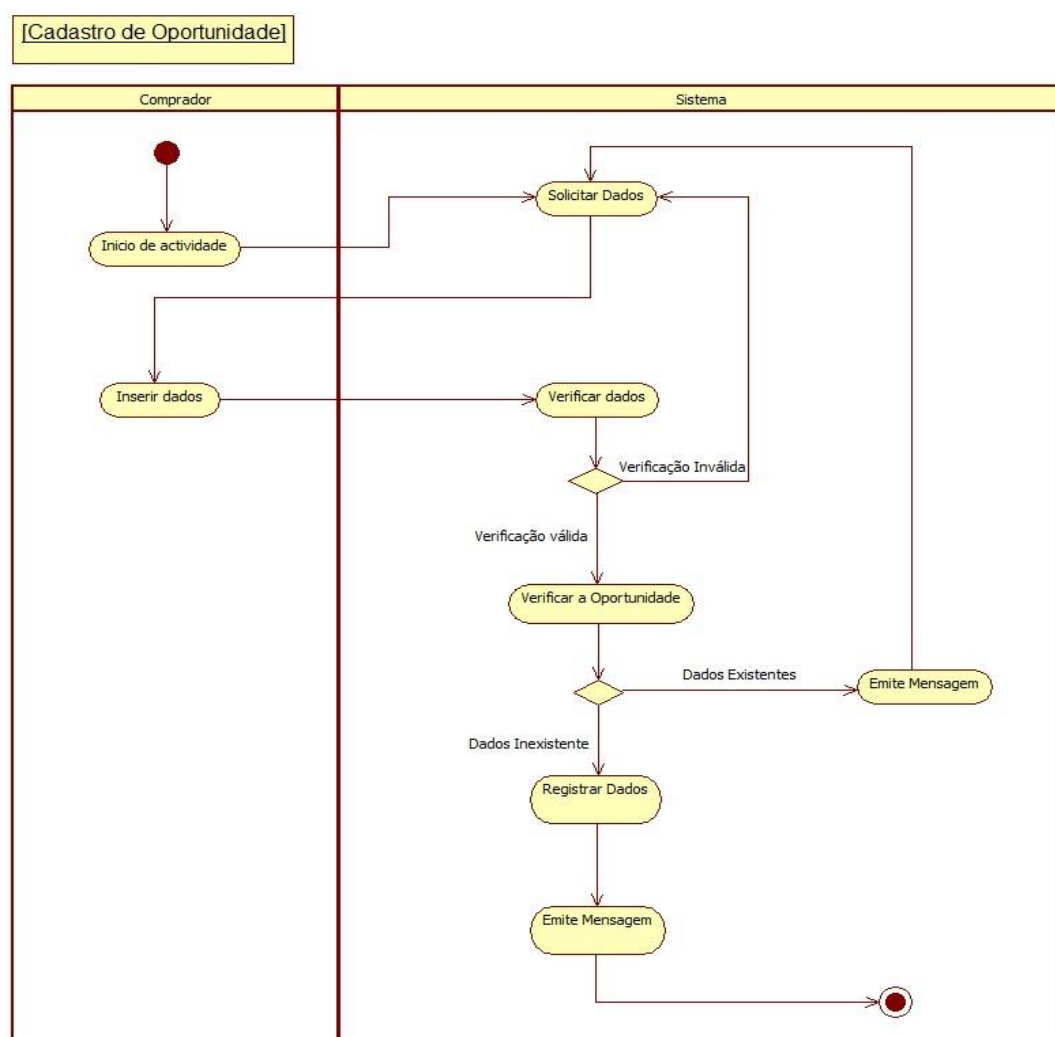 [Cadastro de Oportunidade]
Comprador
Sistema
Solicitar Dados
Inicio de actividade
Inserir dados
Verificar dados
Verificação Inválida
Verificação válida
Verificar a Oportunidade
Dados Existentes
Emite Mensagem
Dados Inexistente
Registrar Dados
Emite Mensagem